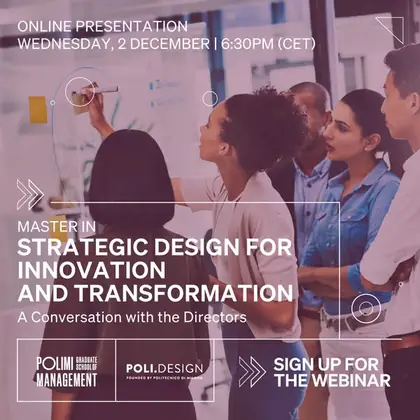 ONLINE PRESENTATION
WEDNESDAY, 2 DECEMBER | 6:30PM (CET)
MASTER IN
STRATEGIC DESIGN FOR
INNOVATION
AND TRANSFORMATION
A Conversation with the Directors
POLIMI GRADUATE SCHOOL OF MANAGEMENT
POLI.DESIGN
FOUNDED BY POLITECNICO DI MILANO
SIGN UP FOR
THE WEBINAR